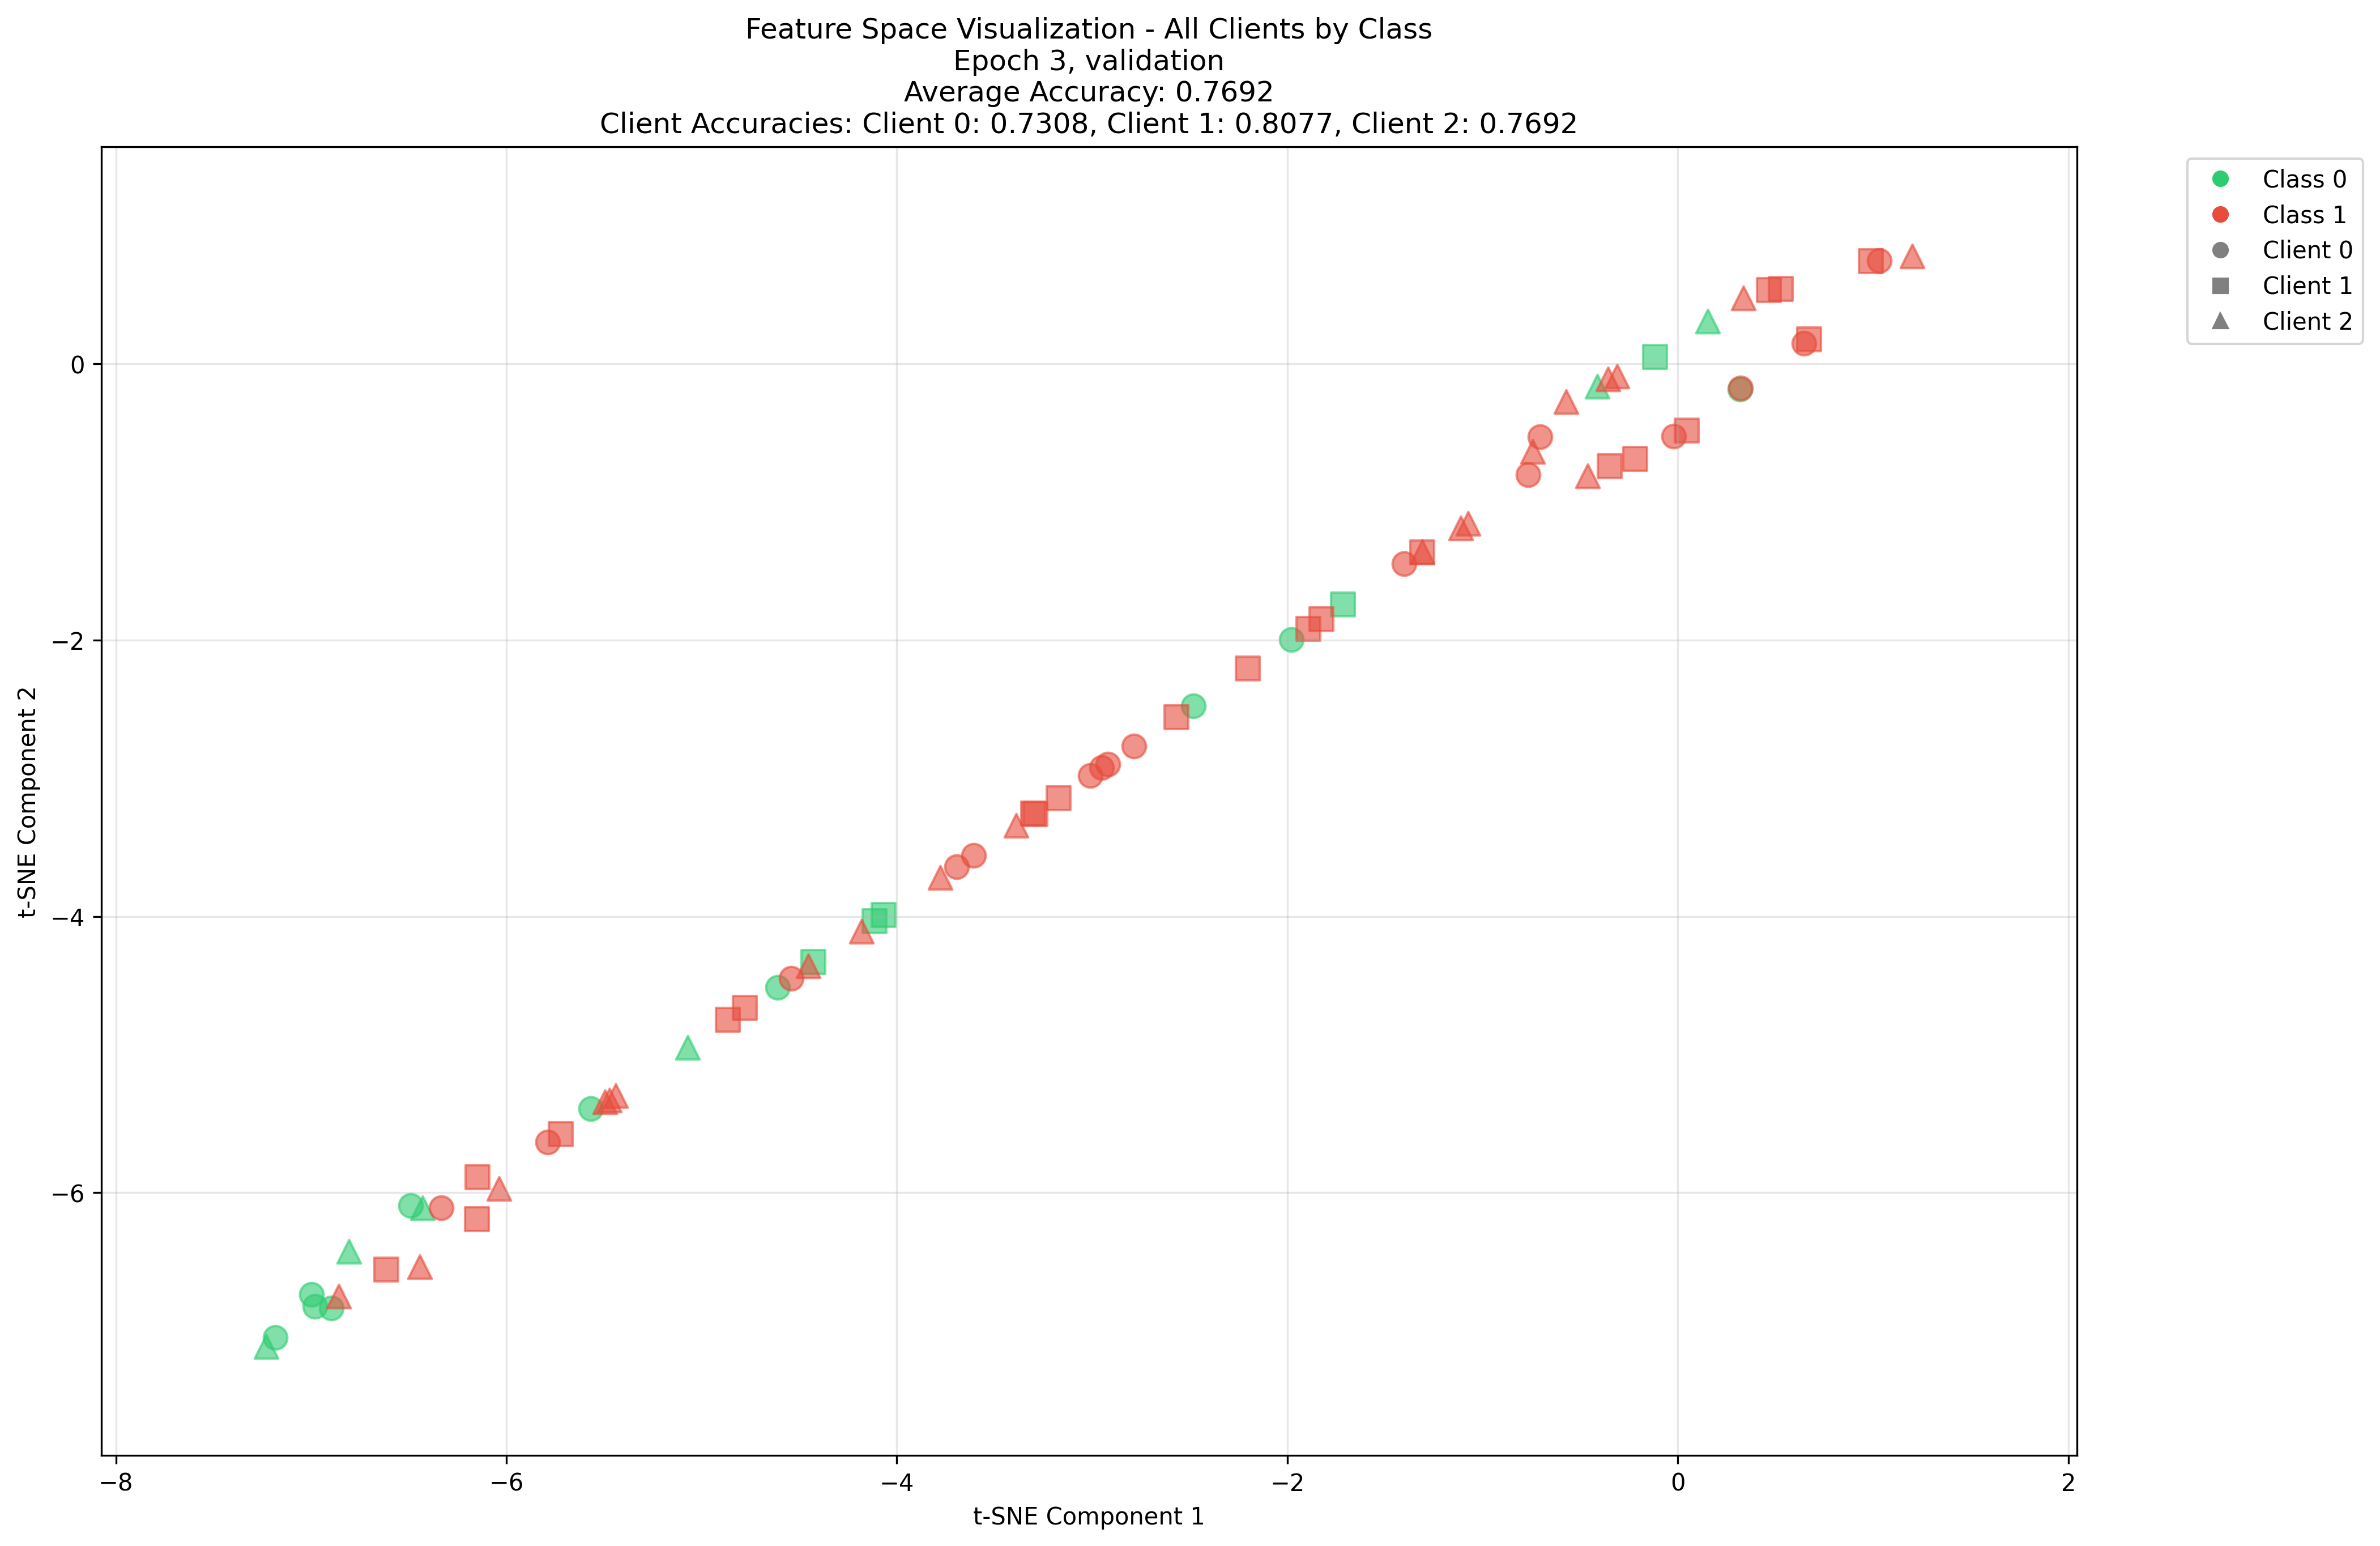 Feature Space Visualization - All Clients by Class
Epoch 3, validation
Average Accuracy: 0.7692
Client Accuracies: Client 0: 0.7308, Client 1: 0.8077, Client 2: 0.7692
Class 0
Class 1
Client 0
Client 1
Client 2
t-SNE Component 2
0
−2
−4
−6
−8
−6
−4
−2
0
2
t-SNE Component 1